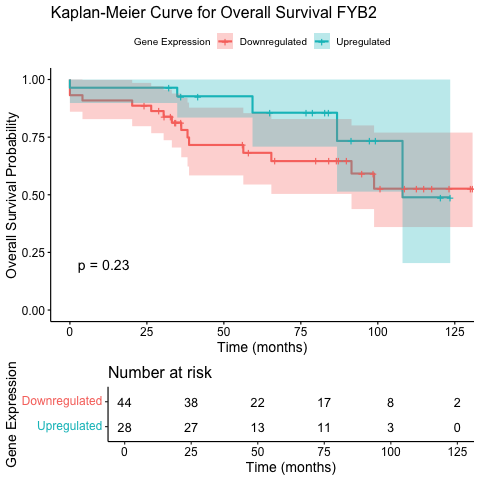 Kaplan-Meier Curve for Overall Survival FYB2
Gene Expression Downregulated Upregulated
Overall Survival Probability
1.00
0.75
0.50
0.25
0.00
p = 0.23
0 25 50 75 100 125
Time (months)
Number at risk
Gene Expression
Downregulated 44 38 22 17 8 2
Upregulated 28 27 13 11 3 0
0 25 50 75 100 125
Time (months)